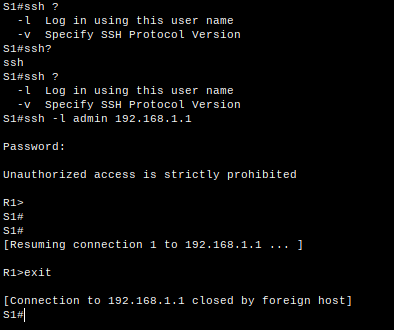 S1#ssh ?
  -l  Log in using this user name
  -v  Specify SSH Protocol Version
S1#ssh?
ssh
S1#ssh ?
  -l  Log in using this user name
  -v  Specify SSH Protocol Version
S1#ssh -l admin 192.168.1.1
Password:
Unauthorized access is strictly prohibited
R1>
S1#
S1#
[Resuming connection 1 to 192.168.1.1 ... ]
R1>exit
[Connection to 192.168.1.1 closed by foreign host]
S1#